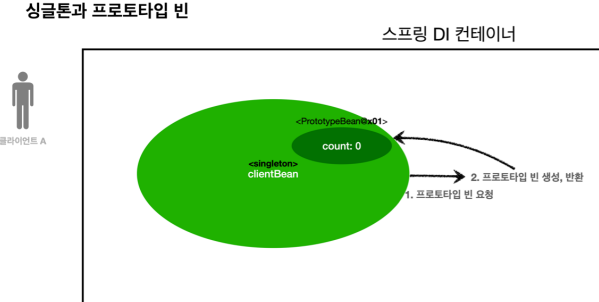 싱글톤과 프로토타입 빈
스프링 DI 컨테이너
클라이언트 A
<PrototypeBean@x01>
count: 0
<singleton>
clientBean
2. 프로토타입 빈 생성, 반환
1. 프로토타입 빈 요청